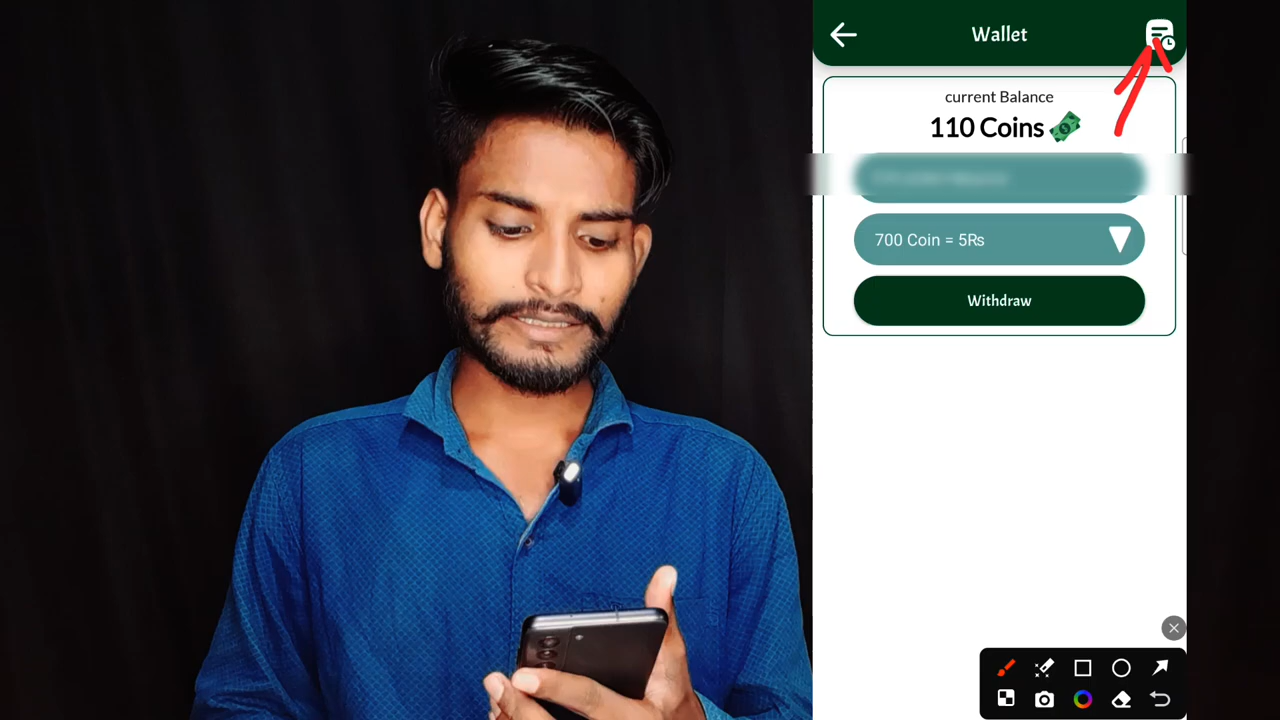 Wallet
current Balance
110 Coins
700 Coin = 5Rs
Withdraw